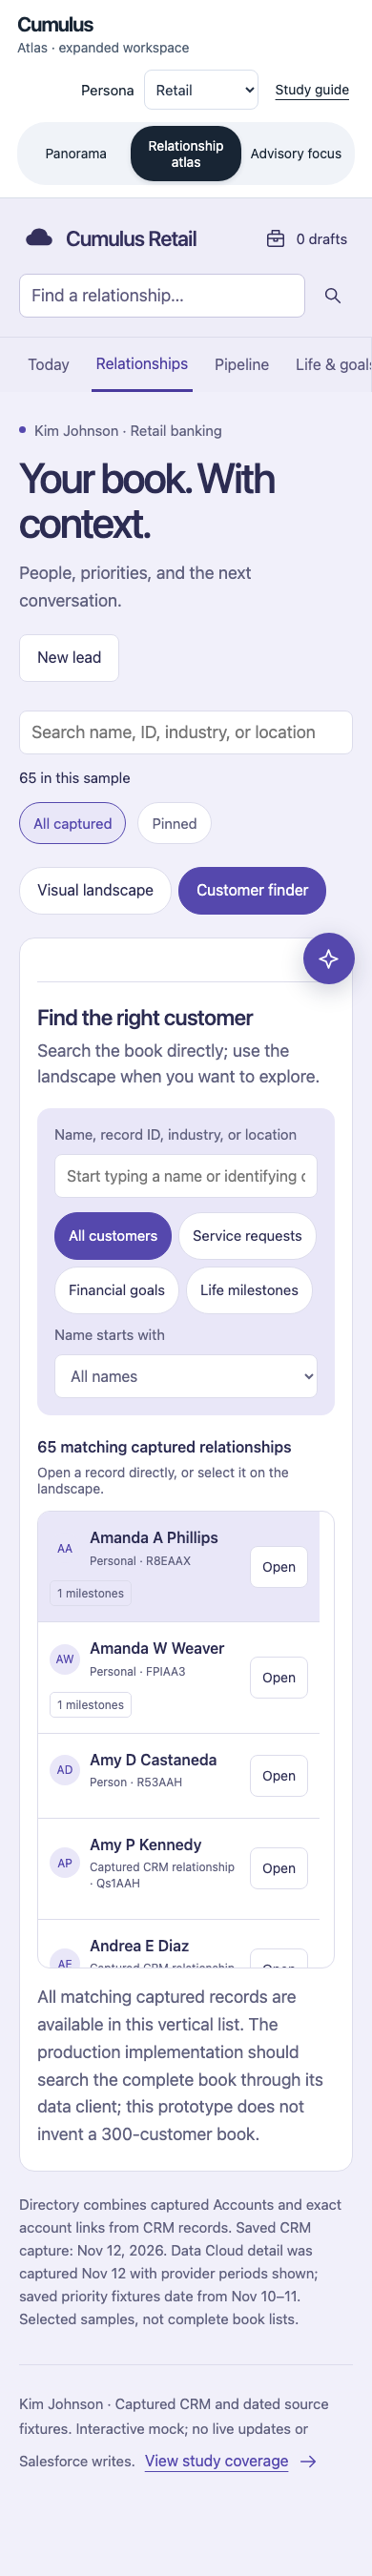 Cumulus
Atlas · expanded workspace
Persona Retail Study guide
Panorama Relationship atlas Advisory focus
Cumulus Retail 0 drafts
Find a relationship...
Today Relationships Pipeline Life & goals
Kim Johnson · Retail banking
Your book. With
context.
People, priorities, and the next
conversation.
New lead
Search name, ID, industry, or location
65 in this sample
All captured Pinned
Visual landscape Customer finder
Find the right customer
Search the book directly; use the
landscape when you want to explore.
Name, record ID, industry, or location
Start typing a name or identifying
All customers Service requests
Financial goals Life milestones
Name starts with
All names
65 matching captured relationships
Open a record directly, or select it on the
landscape.
AA Amanda A Phillips
Personal · R8EAAX
Open
1 milestones
AW Amanda W Weaver
Personal · FPIAA3
Open
1 milestones
AD Amy D Castaneda
Person · R53AAH
Open
AP Amy P Kennedy
Captured CRM relationship
· Qs1AAH
Open
AE Andrea E Diaz
Captured CRM relationship
Open
All matching captured records are
available in this vertical list. The
production implementation should
search the complete book through its
data client; this prototype does not
invent a 300-customer book.
Directory combines captured Accounts and exact
account links from CRM records. Saved CRM
capture: Nov 12, 2026. Data Cloud detail was
captured Nov 12 with provider periods shown;
saved priority fixtures date from Nov 10–11.
Selected samples, not complete book lists.
Kim Johnson · Captured CRM and dated source
fixtures. Interactive mock; no live updates or
Salesforce writes. View study coverage →